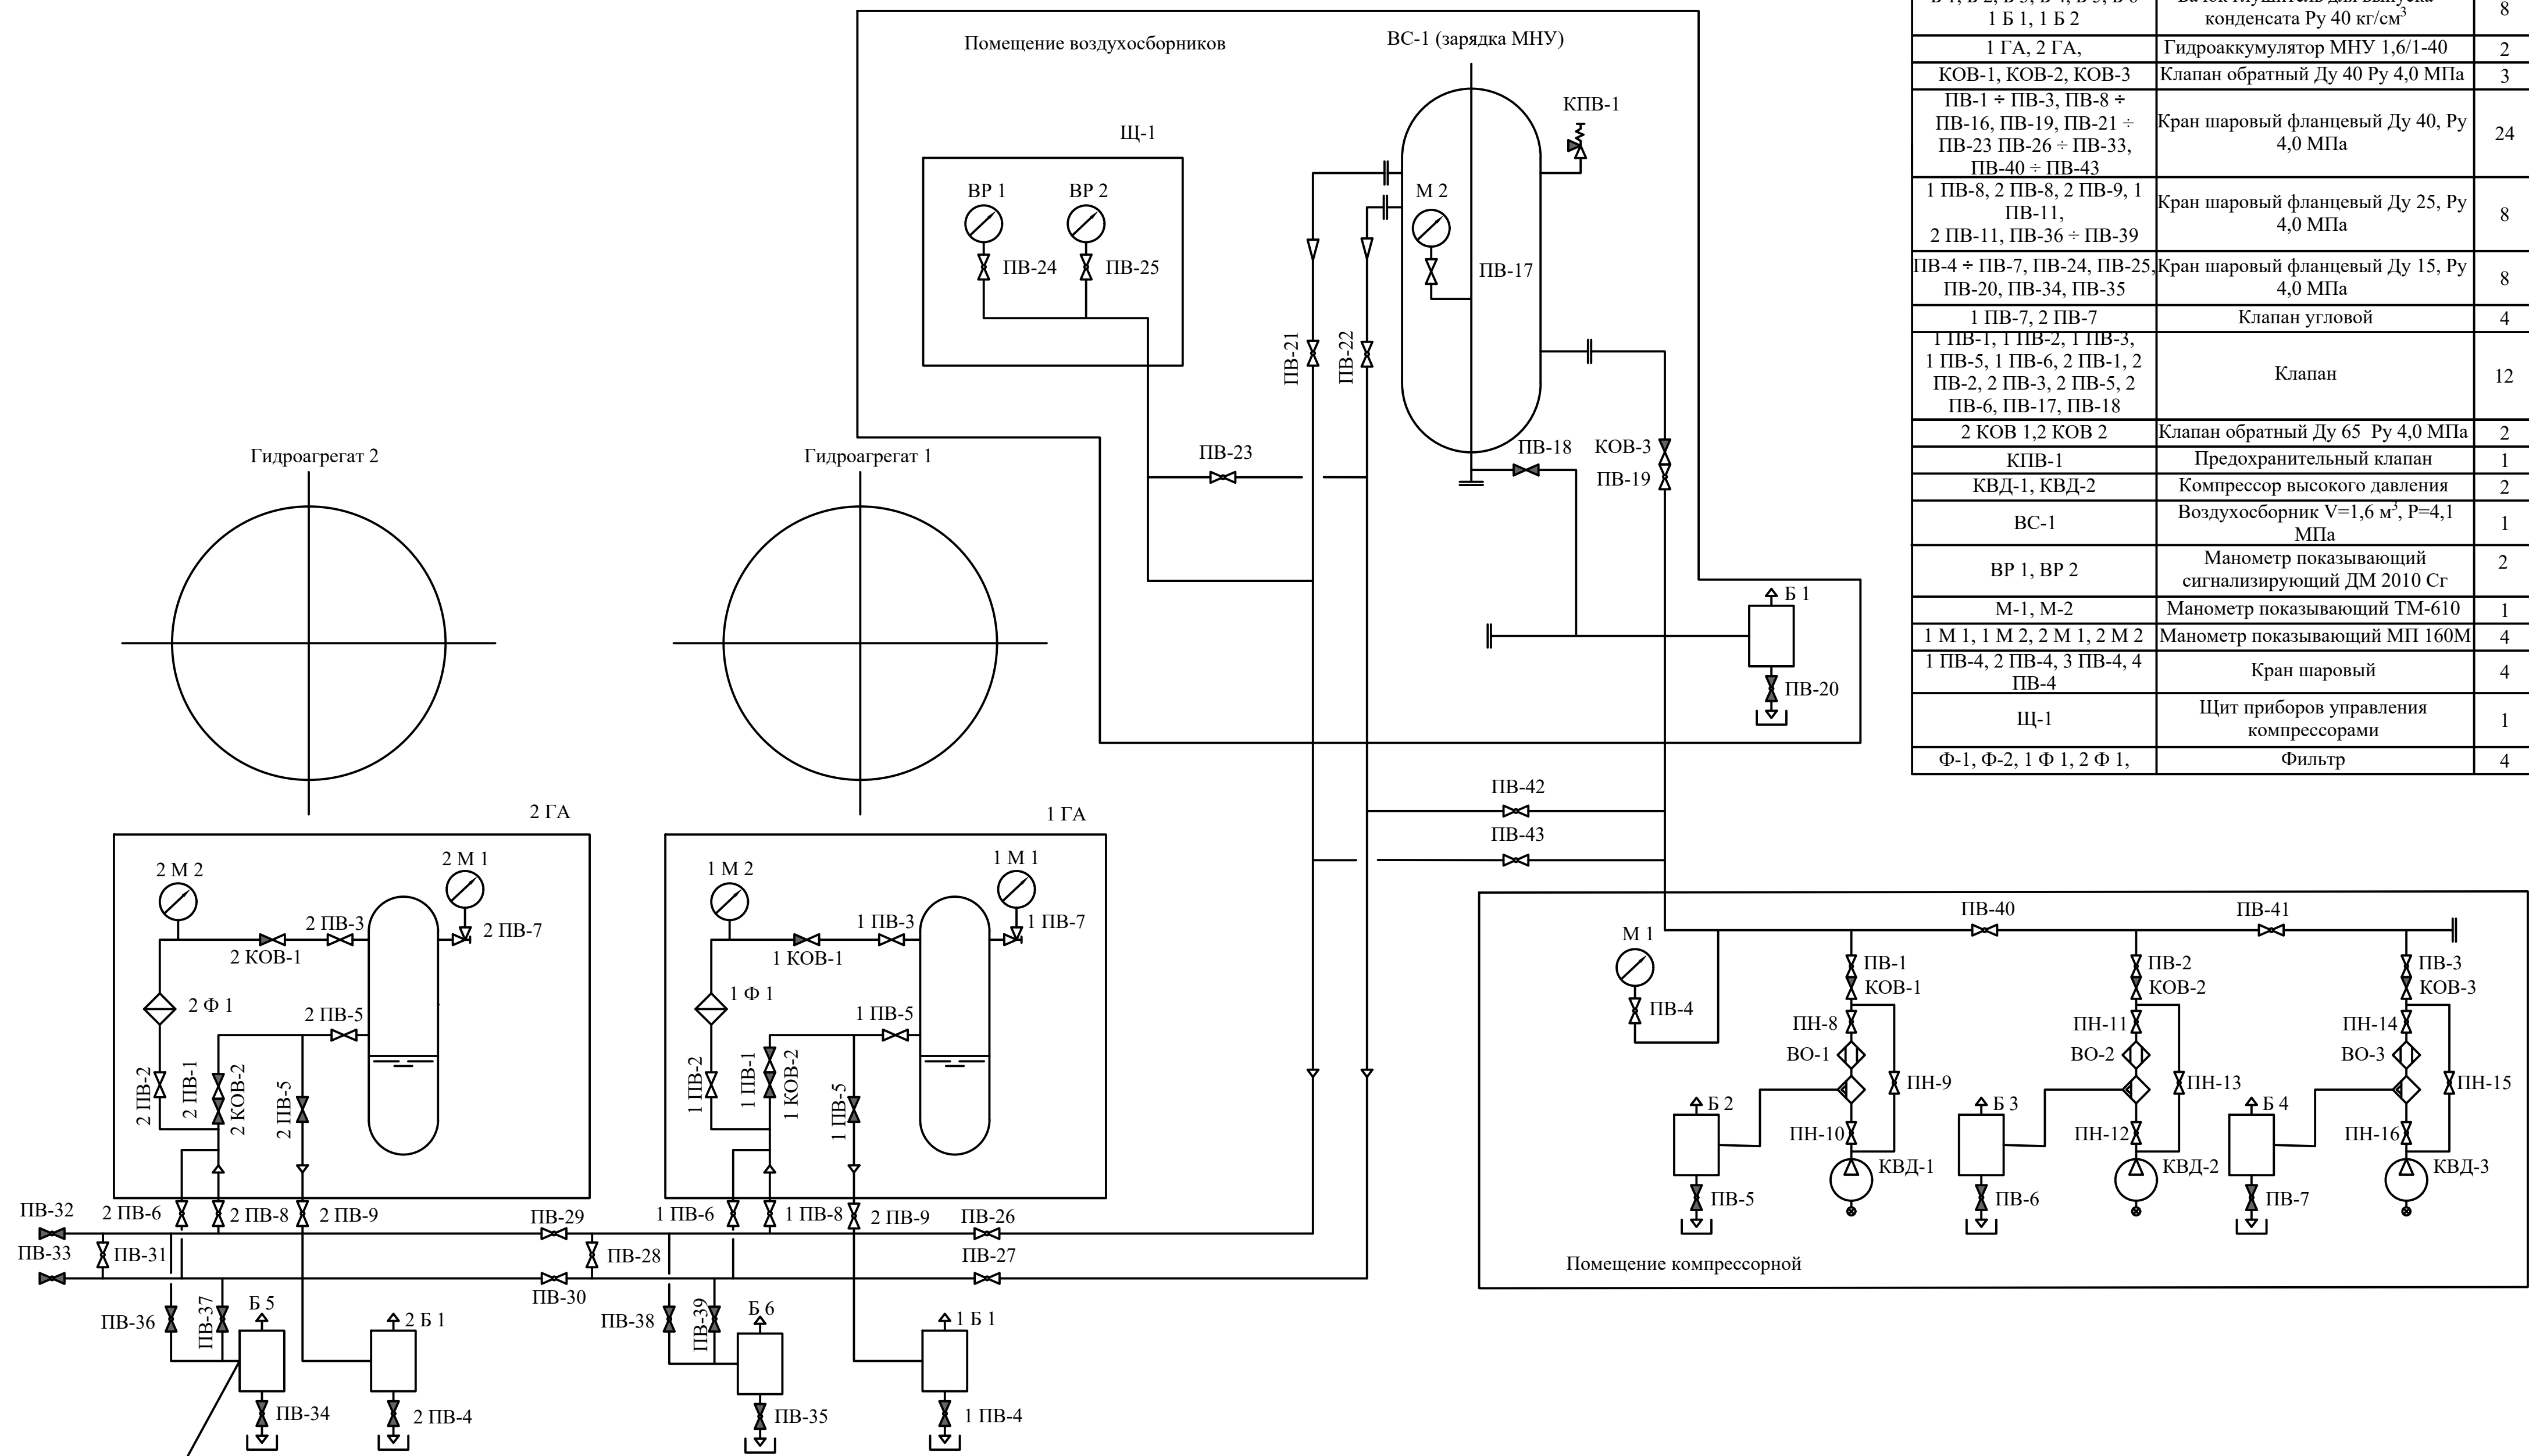 Помещение воздухосборников
ВС-1 (зарядка МНУ)
КПВ-1
Щ-1
ВР 1
ВР 2
М 2
ПВ-24
ПВ-25
ПВ-17
ПВ-21
ПВ-22
ПВ-23
ПВ-18
КОВ-3
ПВ-19
Б 1
ПВ-20
Гидроагрегат 2
Гидроагрегат 1
ПВ-42
ПВ-43
2 ГА
1 ГА
2 М 2
2 М 1
2 ПВ-3
2 ПВ-7
2 КОВ-1
2 Ф 1
2 ПВ-5
2 ПВ-2
2 ПВ-1
2 КОВ-2
2 ПВ-5
1 М 2
1 М 1
1 ПВ-3
1 ПВ-7
1 КОВ-1
1 Ф 1
1 ПВ-5
1 ПВ-2
1 ПВ-1
1 КОВ-2
1 ПВ-5
ПВ-32
2 ПВ-6
2 ПВ-8
2 ПВ-9
ПВ-29
1 ПВ-6
1 ПВ-8
2 ПВ-9
ПВ-26
ПВ-33
ПВ-31
ПВ-28
ПВ-27
ПВ-30
ПВ-36
ПВ-37
Б 5
2 Б 1
ПВ-38
ПВ-39
Б 6
1 Б 1
ПВ-34
2 ПВ-4
ПВ-35
1 ПВ-4
ПВ-40
ПВ-41
М 1
ПВ-4
ПВ-1
КОВ-1
ПН-8
ВО-1
ПН-9
Б 2
ПН-10
КВД-1
ПВ-5
ПВ-2
КОВ-2
ПН-11
ВО-2
ПН-13
Б 3
ПН-12
КВД-2
ПВ-6
ПВ-3
КОВ-3
ПН-14
ВО-3
ПН-15
Б 4
ПН-16
КВД-3
ПВ-7
Помещение компрессорной
1 Б 1, 1 Б 2
конденсата Ру 40 кг/см³
8
1 ГА, 2 ГА,
Гидроаккумулятор МНУ 1,6/1-40
2
КОВ-1, КОВ-2, КОВ-3
Клапан обратный Ду 40 Ру 4,0 МПа
3
ПВ-1 ÷ ПВ-3, ПВ-8 ÷
ПВ-16, ПВ-19, ПВ-21 ÷
ПВ-23 ПВ-26 ÷ ПВ-33,
ПВ-40 ÷ ПВ-43
Кран шаровый фланцевый Ду 40, Ру
4,0 МПа
24
1 ПВ-8, 2 ПВ-8, 2 ПВ-9, 1
ПВ-11,
2 ПВ-11, ПВ-36 ÷ ПВ-39
Кран шаровый фланцевый Ду 25, Ру
4,0 МПа
8
ПВ-4 ÷ ПВ-7, ПВ-24, ПВ-25,
ПВ-20, ПВ-34, ПВ-35
Кран шаровый фланцевый Ду 15, Ру
4,0 МПа
8
1 ПВ-7, 2 ПВ-7
Клапан угловой
4
1 ПВ-1, 1 ПВ-2, 1 ПВ-3,
1 ПВ-5, 1 ПВ-6, 2 ПВ-1, 2
ПВ-2, 2 ПВ-3, 2 ПВ-5, 2
ПВ-6, ПВ-17, ПВ-18
Клапан
12
2 КОВ 1,2 КОВ 2
Клапан обратный Ду 65 Ру 4,0 МПа
2
КПВ-1
Предохранительный клапан
1
КВД-1, КВД-2
Компрессор высокого давления
2
ВС-1
Воздухосборник V=1,6 м³, Р=4,1
МПа
1
ВР 1, ВР 2
Манометр показывающий
сигнализирующий ДМ 2010 Сг
2
М-1, М-2
Манометр показывающий ТМ-610
1
1 М 1, 1 М 2, 2 М 1, 2 М 2
Манометр показывающий МП 160М
4
1 ПВ-4, 2 ПВ-4, 3 ПВ-4, 4
ПВ-4
Кран шаровый
4
Щ-1
Щит приборов управления
компрессорами
1
Ф-1, Ф-2, 1 Ф 1, 2 Ф 1,
Фильтр
4